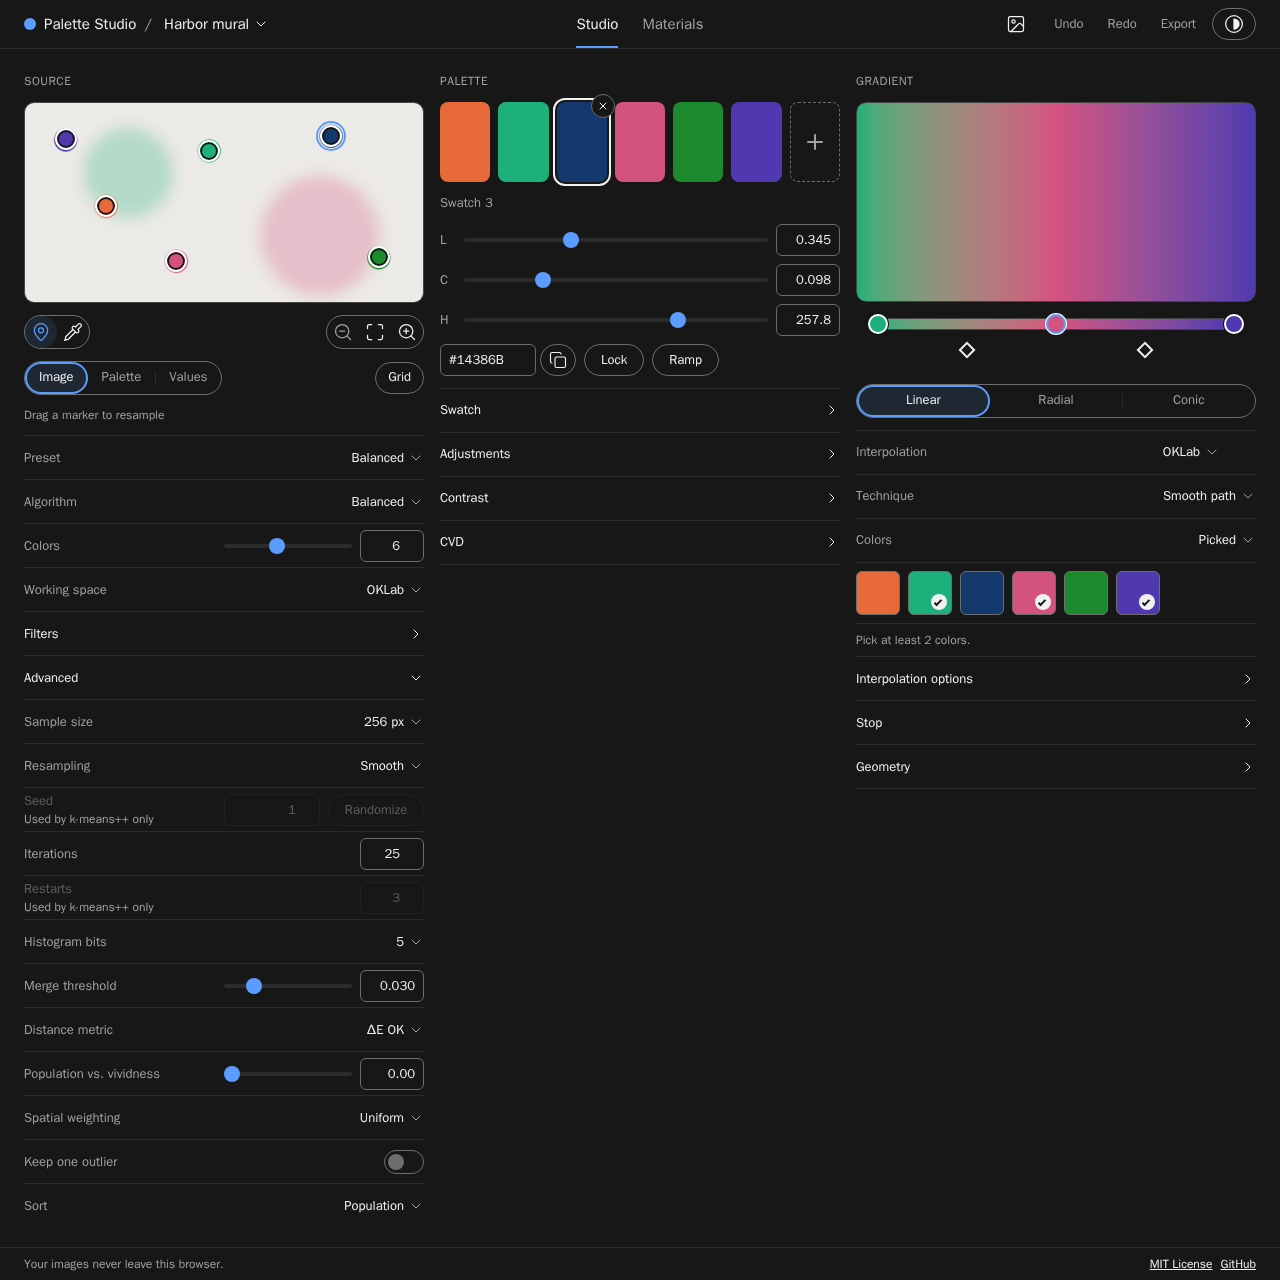 Palette Studio / Harbor mural
Studio
Materials
Undo
Redo
Export
SOURCE
Image
Palette
Values
Grid
Drag a marker to resample
Preset
Balanced
Algorithm
Balanced
Colors
6
Working space
OKLab
Filters
Advanced
Sample size
256 px
Resampling
Smooth
Seed
Used by k-means++ only
1
Randomize
Iterations
25
Restarts
Used by k-means++ only
3
Histogram bits
5
Merge threshold
0.030
Distance metric
ΔE OK
Population vs. vividness
0.00
Spatial weighting
Uniform
Keep one outlier
Sort
Population
PALETTE
Swatch 3
L
0.345
C
0.098
H
257.8
#14386B
Lock
Ramp
Swatch
Adjustments
Contrast
CVD
GRADIENT
Linear
Radial
Conic
Interpolation
OKLab
Technique
Smooth path
Colors
Picked
Pick at least 2 colors.
Interpolation options
Stop
Geometry
Your images never leave this browser.
MIT License
GitHub